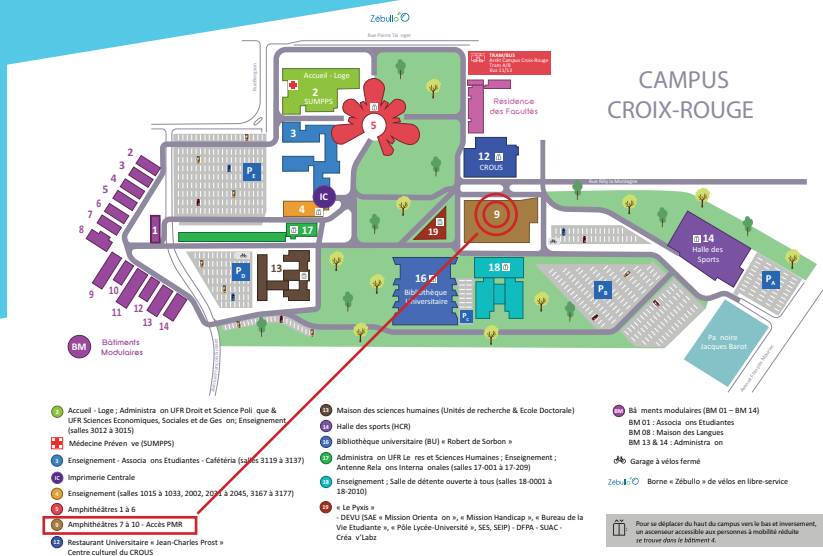 Zébullo
Rue Pierre Ta nger
TRAM/BUS
Arrêt Campus Croix-Rouge
Tram A/B
Bus 11/13
CAMPUS
CROIX-ROUGE
Accueil - Loge
2
SUMPPS
5
Résidence
des Facultés
3
12
CROUS
PE
IC
4
Rue Rilly la Montagne
2
3
4
5
6
7
8
1
17
19
9
14
Halle des
Sports
9
10
11
12
13
14
PD
13
16
Bibliothèque
Universitaire
18
PC
PB
PA
Pa noire
Jacques Barot
BM
Bâtiments
Modulaires
2 Accueil - Loge ; Administra on UFR Droit et Science Poli que &
UFR Sciences Economiques, Sociales et de Ges on; Enseignement
(salles 3012 à 3015)
Médecine Préven ve (SUMPPS)
3 Enseignement - Associa ons Etudiantes - Cafétéria (salles 3119 à 3137)
IC Imprimerie Centrale
4 Enseignement (salles 1015 à 1033, 2002, 2021 à 2045, 3167 à 3177)
5 Amphithéâtres 1 à 6
9 Amphithéâtres 7 à 10 - Accès PMR
12 Restaurant Universitaire « Jean-Charles Prost »
Centre culturel du CROUS
13 Maison des sciences humaines (Unités de recherche & Ecole Doctorale)
14 Halle des sports (HCR)
16 Bibliothèque universitaire (BU) « Robert de Sorbon »
17 Administra on UFR Le res et Sciences Humaines ; Enseignement ;
Antenne Rela ons Interna onales (salles 17-001 à 17-209)
18 Enseignement ; Salle de détente ouverte à tous (salles 18-0001 à
18-2010)
19 « Le Pyxis »
- DEVU (SAE « Mission Orienta on », « Mission Handicap », « Bureau de la
Vie Etudiante », « Pôle Lycée-Université », SES, SEIP) - DFPA - SUAC -
Créa v'Labz
BM Bâ ments modulaires (BM 01 – BM 14)
BM 01 : Associa ons Etudiantes
BM 08 : Maison des Langues
BM 13 & 14 : Administra on
Garage à vélos fermé
Zébullo Borne « Zébullo » de vélos en libre-service
Pour se déplacer du haut du campus vers le bas et inversement,
un ascenseur accessible aux personnes à mobilité réduite
se trouve dans le bâtiment 4.